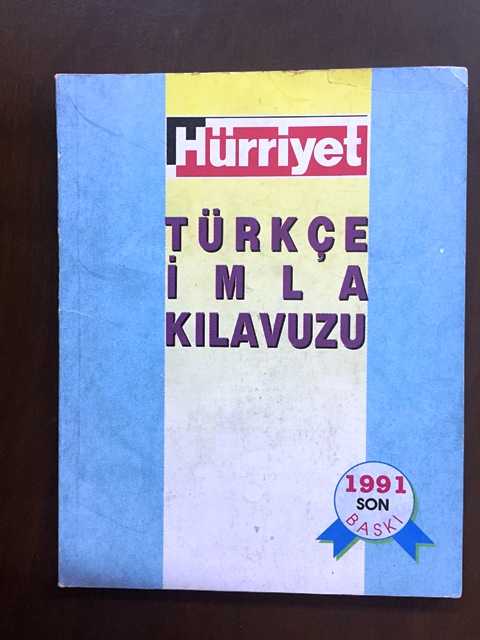 Hürriyet
TÜRKÇE
İMLA
KILAVUZU
1991
SON
BASKI